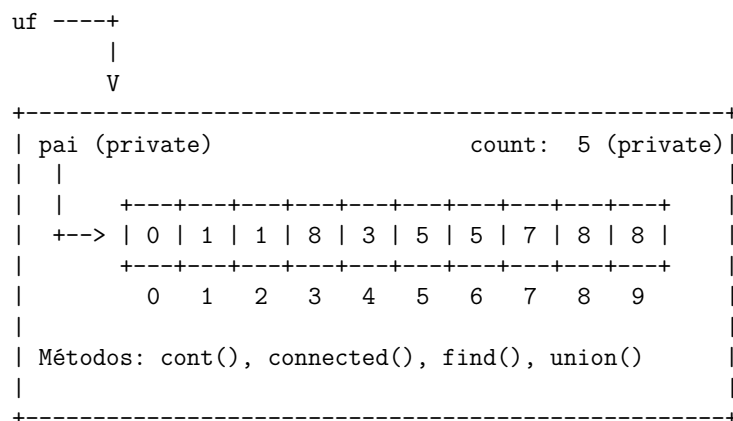 uf ----+
       |
       V
+----------------------------------------------------+
| pai (private)                   count:  5 (private)|
|  |                                                 |
|  |    +---+---+---+---+---+---+---+---+---+---+    |
|  +--> | 0 | 1 | 1 | 8 | 3 | 5 | 5 | 7 | 8 | 8 |    |
|       +---+---+---+---+---+---+---+---+---+---+    |
|         0   1   2   3   4   5   6   7   8   9      |
|                                                    |
| Métodos: cont(), connected(), find(), union()      |
|                                                    |
+----------------------------------------------------+